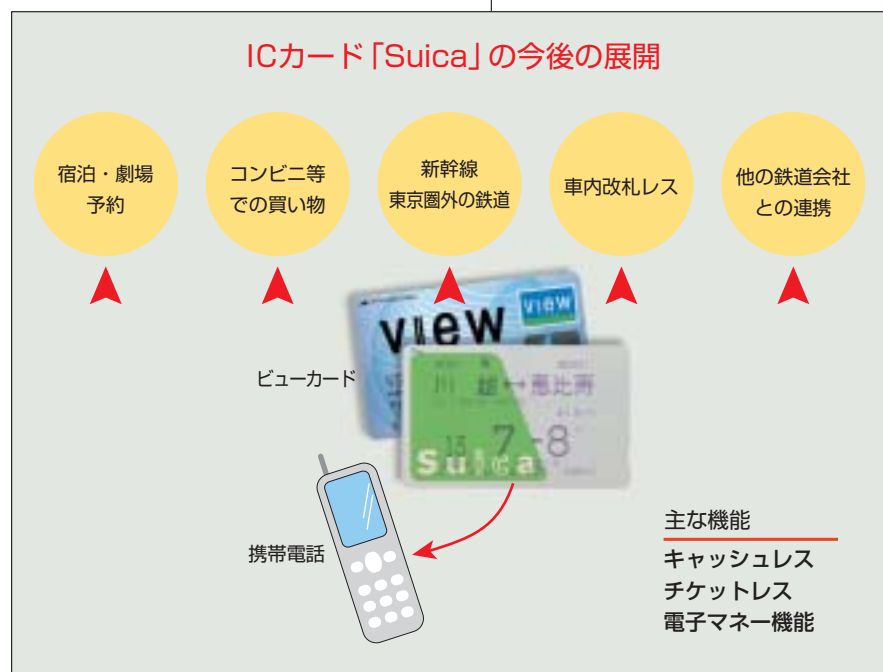 ICカード「Suica」の今後の展開
宿泊・劇場
予約
コンビニ等
での買い物
新幹線
東京圏外の鉄道
車内改札レス
他の鉄道会社
との連携
VIEW
VIEW
ビューカード
川 越↔恵比寿
13 7-8
Suica
携帯電話
主な機能
キャッシュレス
チケットレス
電子マネー機能